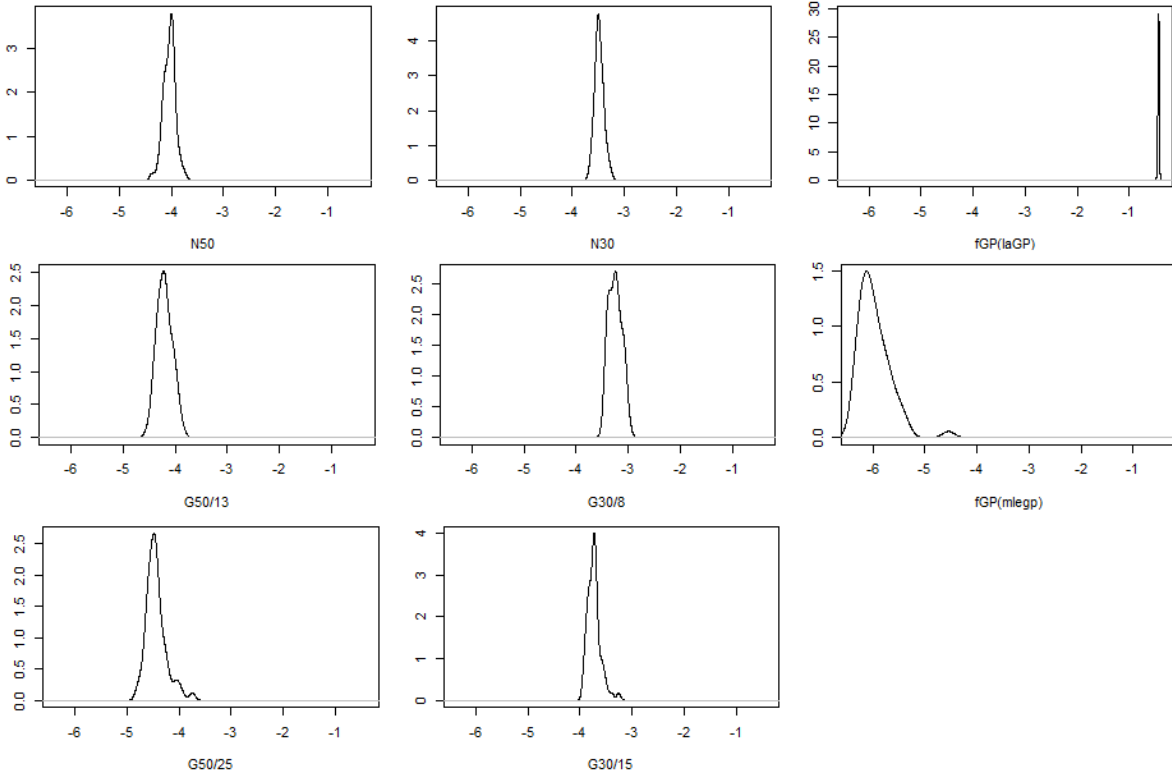 0 1 2 3
-6 -5 -4 -3 -2 -1
N50
0 1 2 3 4
-6 -5 -4 -3 -2 -1
N30
0 5 10 15 20 25 30
-6 -5 -4 -3 -2 -1
fGP(laGP)
0.0 0.5 1.0 1.5 2.0 2.5
-6 -5 -4 -3 -2 -1
G50/13
0.0 0.5 1.0 1.5 2.0 2.5
-6 -5 -4 -3 -2 -1
G30/8
0.0 0.5 1.0 1.5
-6 -5 -4 -3 -2 -1
fGP(mlegp)
0.0 0.5 1.0 1.5 2.0 2.5
-6 -5 -4 -3 -2 -1
G50/25
0 1 2 3 4
-6 -5 -4 -3 -2 -1
G30/15